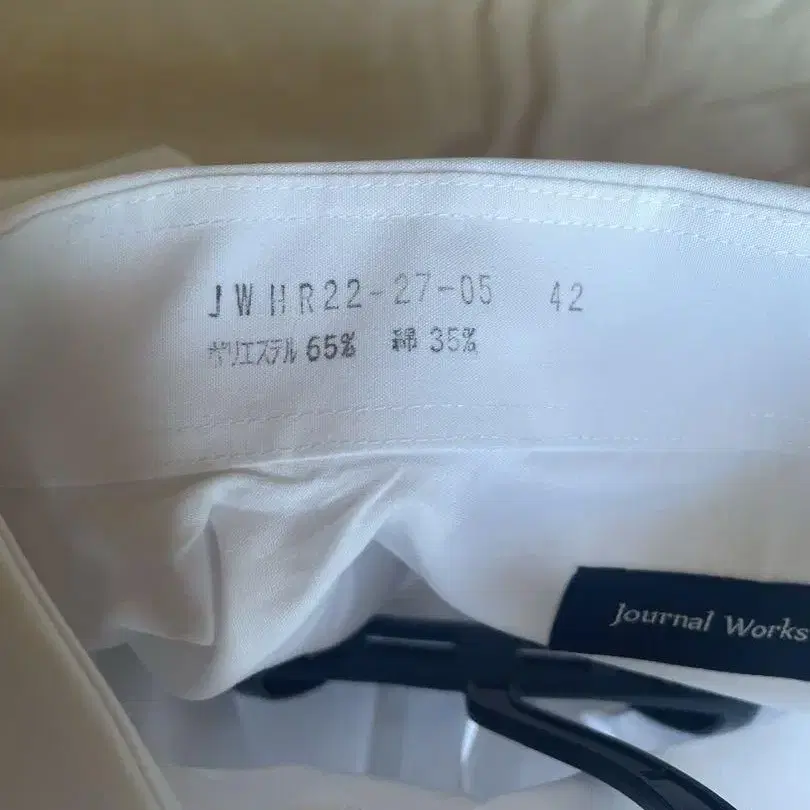 JWHR22-27-05 42
ポリエステル 65% 綿 35%
Journal Works